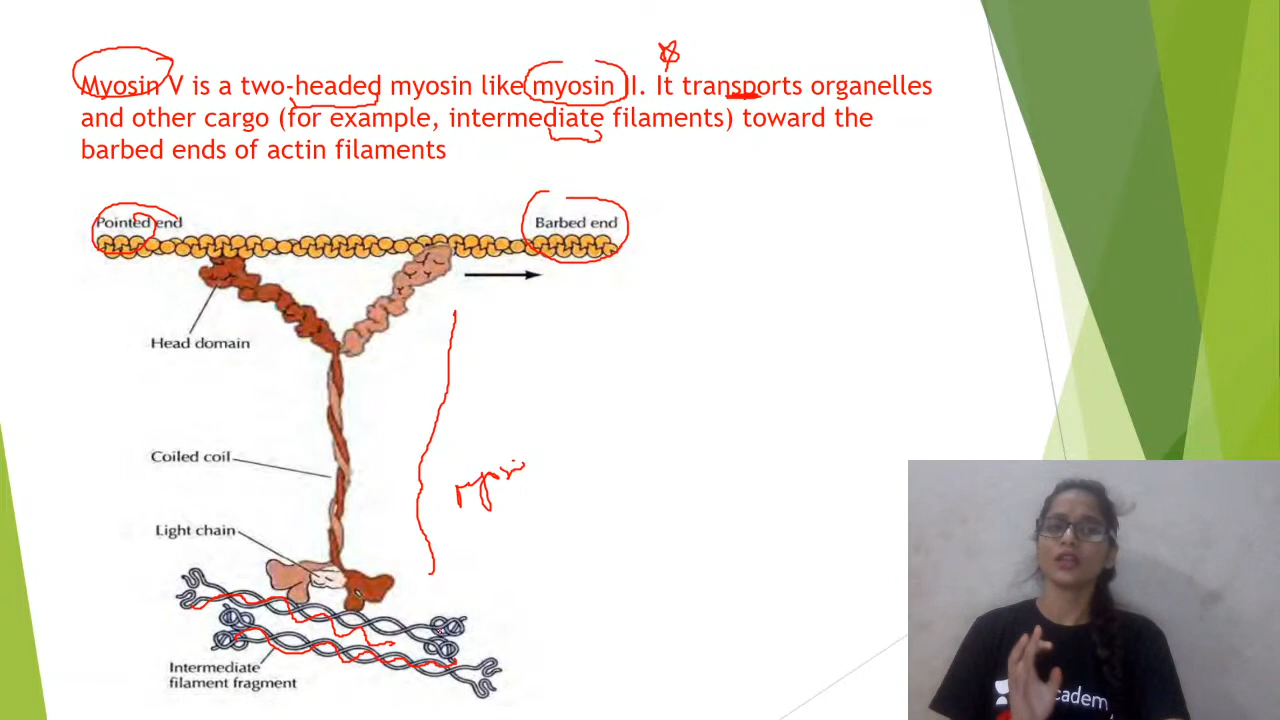 Myosin V is a two-headed myosin like myosin II. It transports organelles
and other cargo (for example, intermediate filaments) toward the
barbed ends of actin filaments
Pointed end
Barbed end
Head domain
Coiled coil
myosin
Light chain
Intermediate
filament fragment